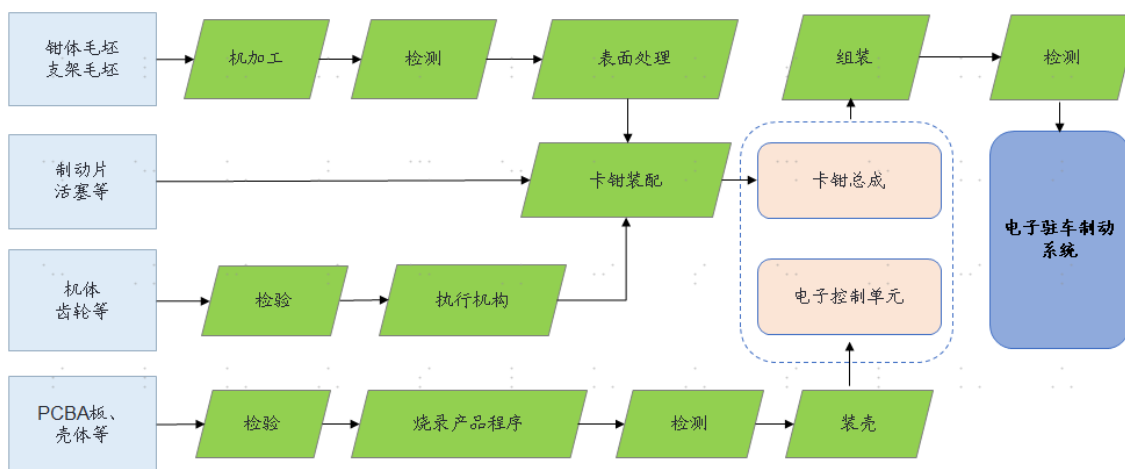 钳体毛坯
支架毛坯
机加工
检测
表面处理
组装
检测
制动片
活塞等
卡钳装配
卡钳总成
电子驻车制动
系统
机体
齿轮等
检验
执行机构
电子控制单元
PCBA板、
壳体等
检验
烧录产品程序
检测
装壳